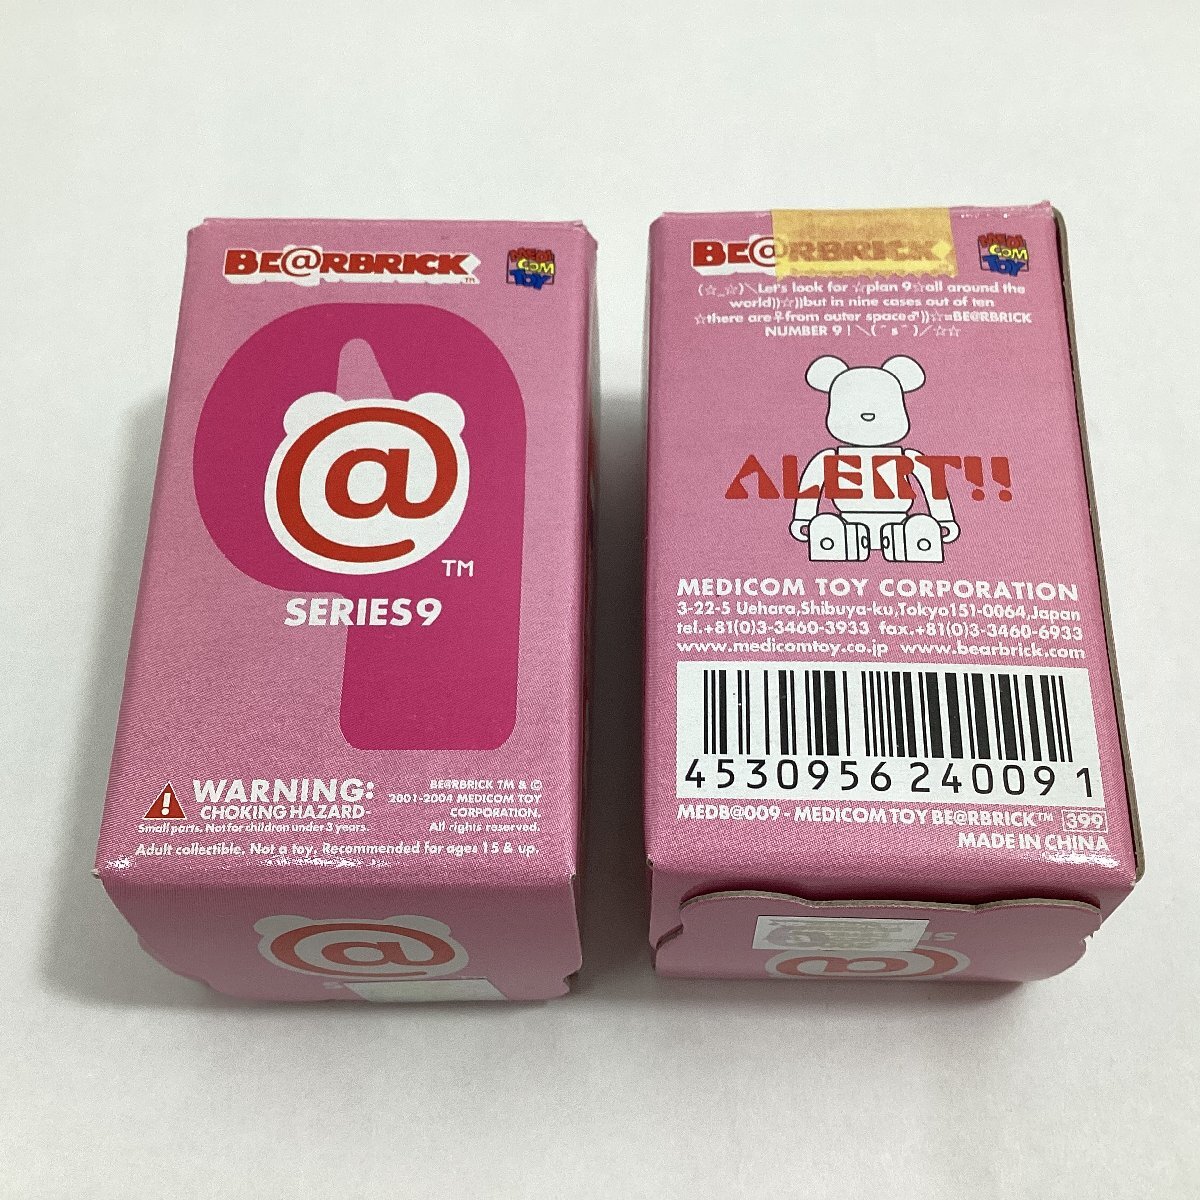 BE@RBRICK™
MEDI
COM
TOY
@
TM
SERIES9
WARNING:
CHOKING HAZARD-
Small parts. Not for children under 3 years.
BE@RBRICK TM & ©
2001-2004 MEDICOM TOY
CORPORATION.
All rights reserved.
Adult collectible. Not a toy. Recommended for ages 15 & up.
@
BE@RBRICK
MEDI
COM
TOY
(☆_☆)＼Let's look for ☆plan 9☆all around the
world))☆))but in nine cases out of ten
☆there are♀from outer space♂))☆=BE@RBRICK
NUMBER 9!＼(˝s˝)／☆☆
ALERT!!
MEDICOM TOY CORPORATION
3-22-5 Uehara,Shibuya-ku,Tokyo151-0064,Japan
tel.+81(0)3-3460-3933 fax.+81(0)3-3460-6933
www.medicomtoy.co.jp www.bearbrick.com
4530956240091
MEDB@009-MEDICOM TOY BE@RBRICK™ 399
MADE IN CHINA
@